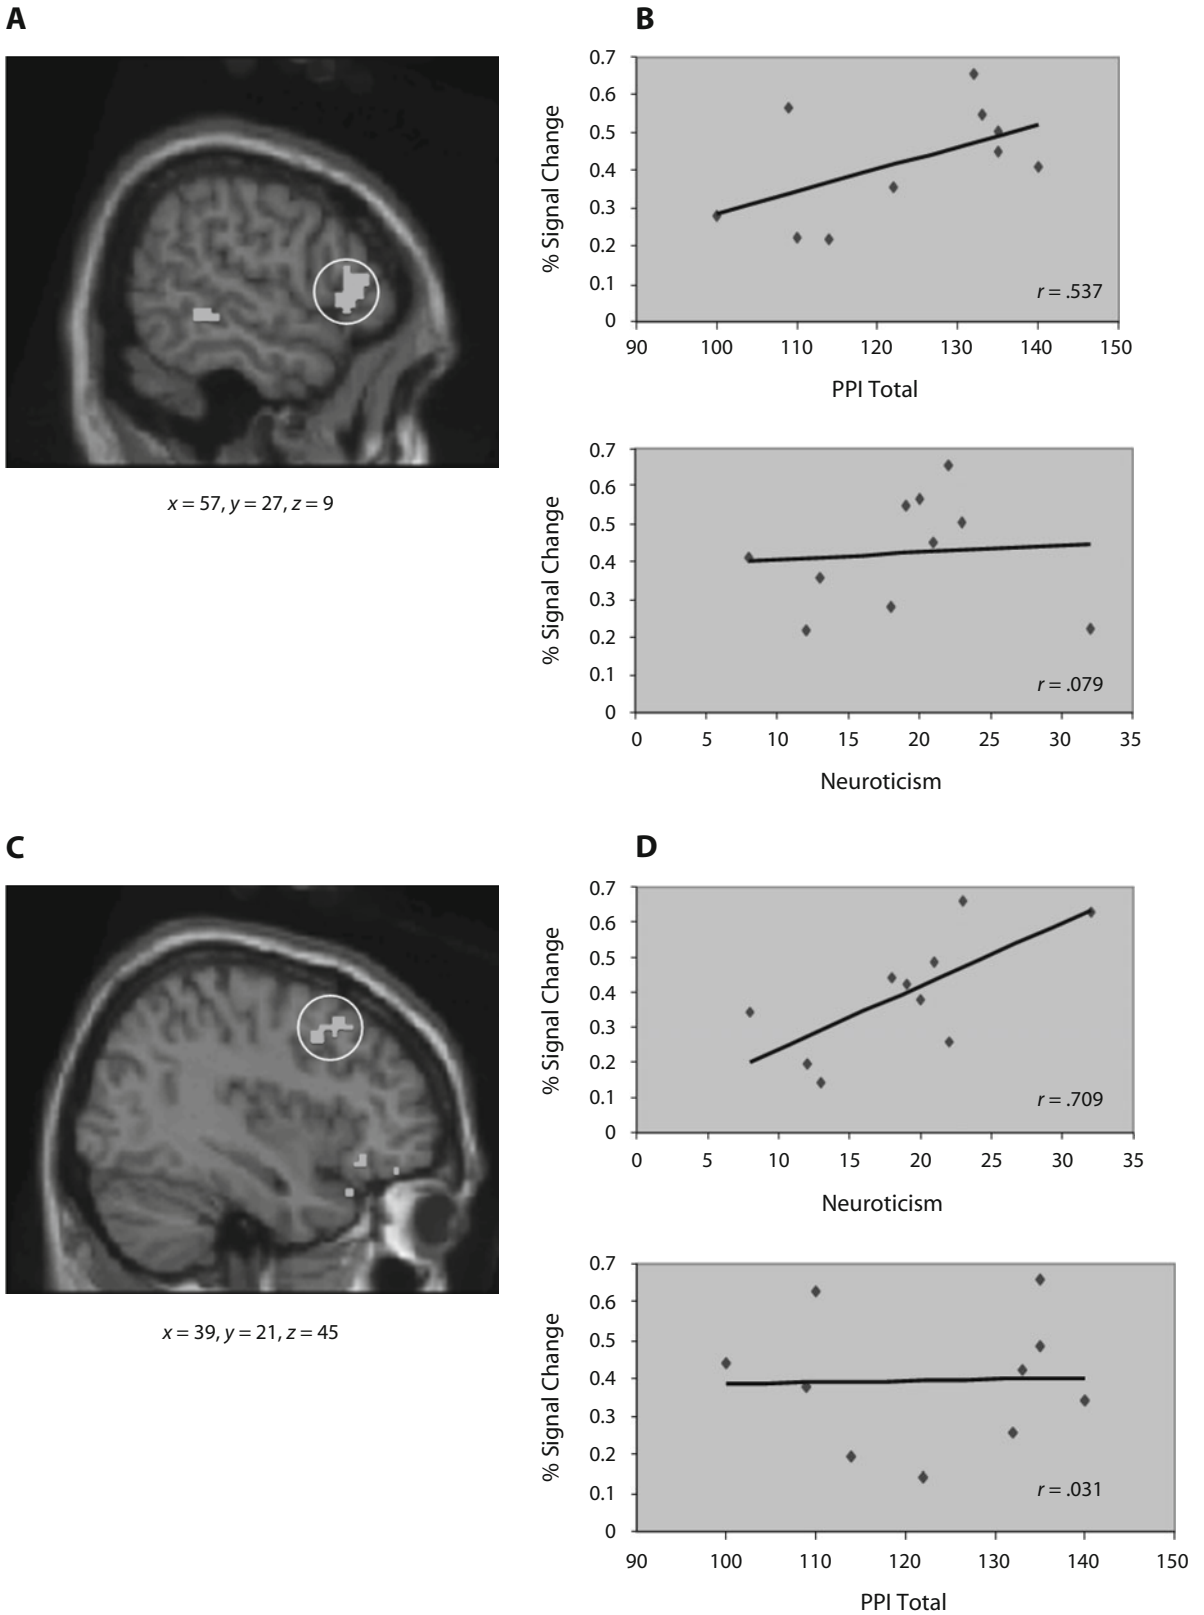 A
B
0.7
0.6
0.5
0.4
0.3
0.2
0.1
0
% Signal Change
r = .537
90 100 110 120 130 140 150
PPI Total
x = 57, y = 27, z = 9
0.7
0.6
0.5
0.4
0.3
0.2
0.1
0
% Signal Change
r = .079
0 5 10 15 20 25 30 35
Neuroticism
C
D
0.7
0.6
0.5
0.4
0.3
0.2
0.1
0
% Signal Change
r = .709
0 5 10 15 20 25 30 35
Neuroticism
x = 39, y = 21, z = 45
0.7
0.6
0.5
0.4
0.3
0.2
0.1
0
% Signal Change
r = .031
90 100 110 120 130 140 150
PPI Total